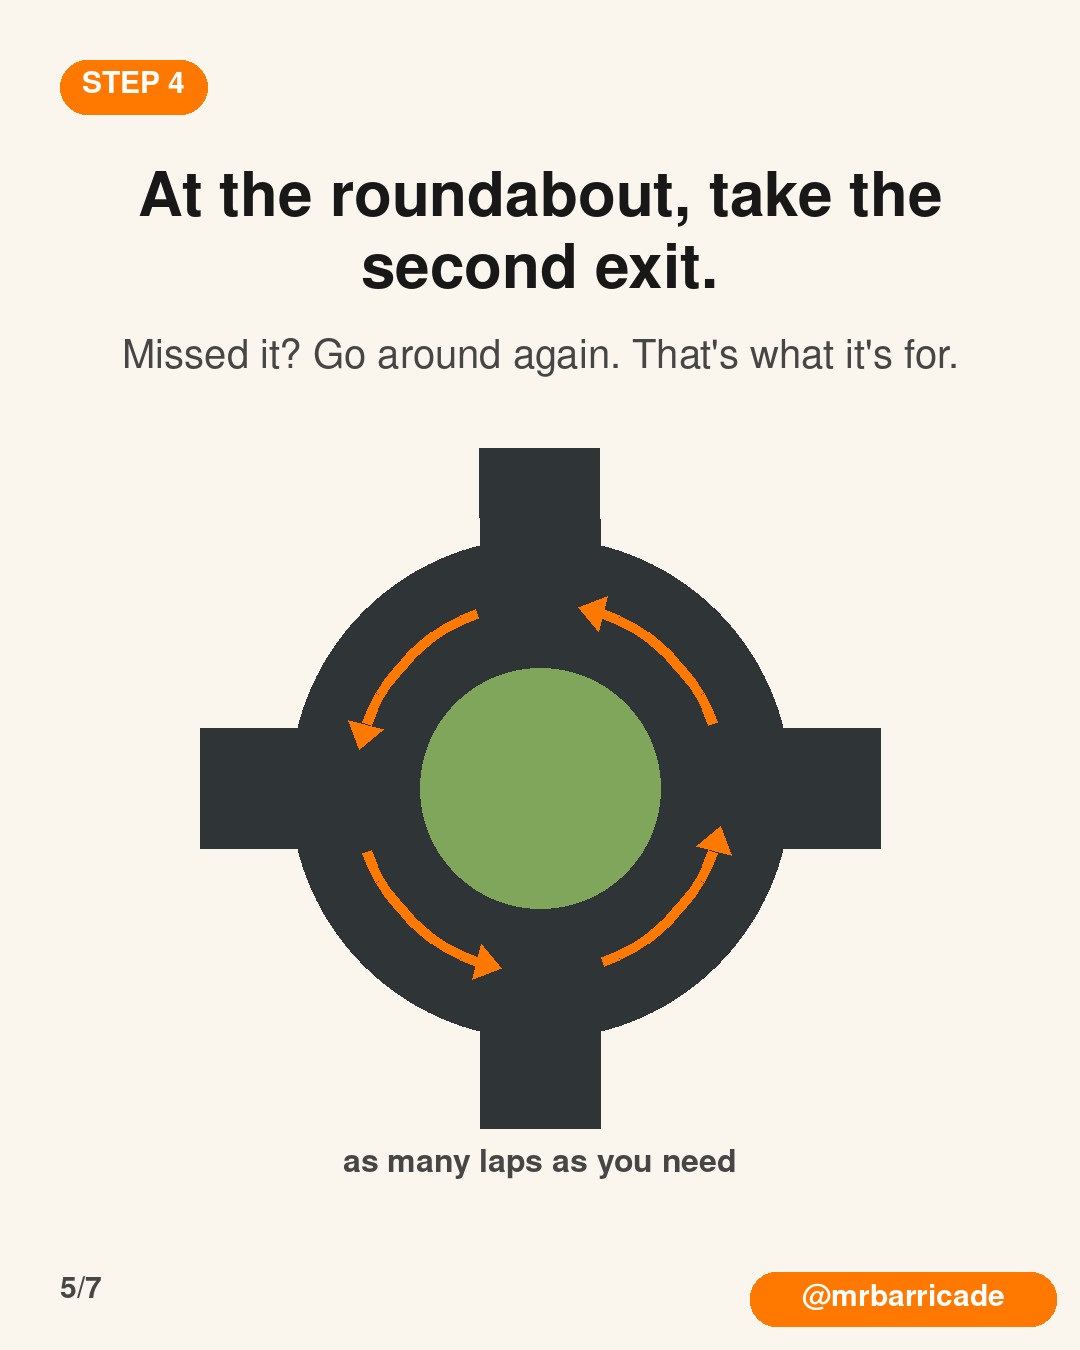 STEP 4
At the roundabout, take the
second exit.
Missed it? Go around again. That's what it's for.
as many laps as you need
5/7
@mrbarricade